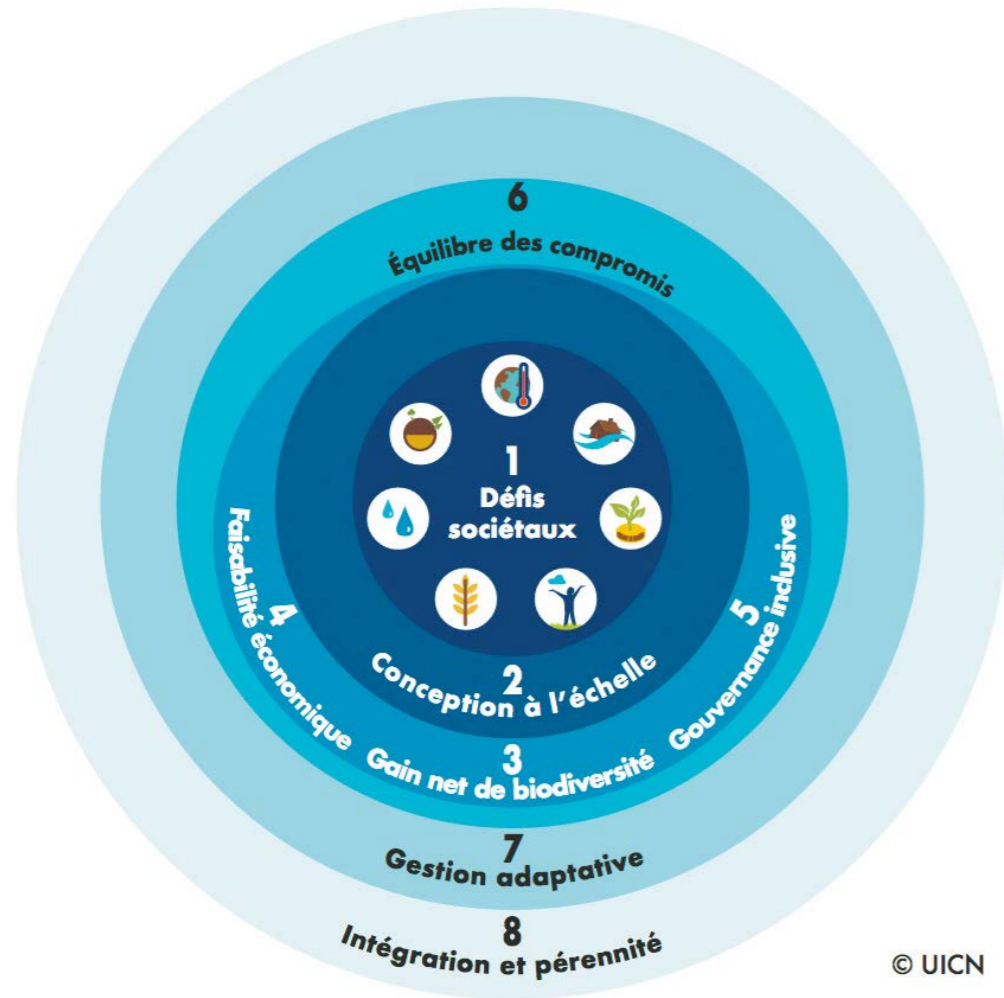 6
Équilibre des compromis
1
Défis
sociétaux
4
Faisabilité économique
5
Gouvernance inclusive
2
Conception à l'échelle
3
Gain net de biodiversité
7
Gestion adaptative
8
Intégration et pérennité
© UICN